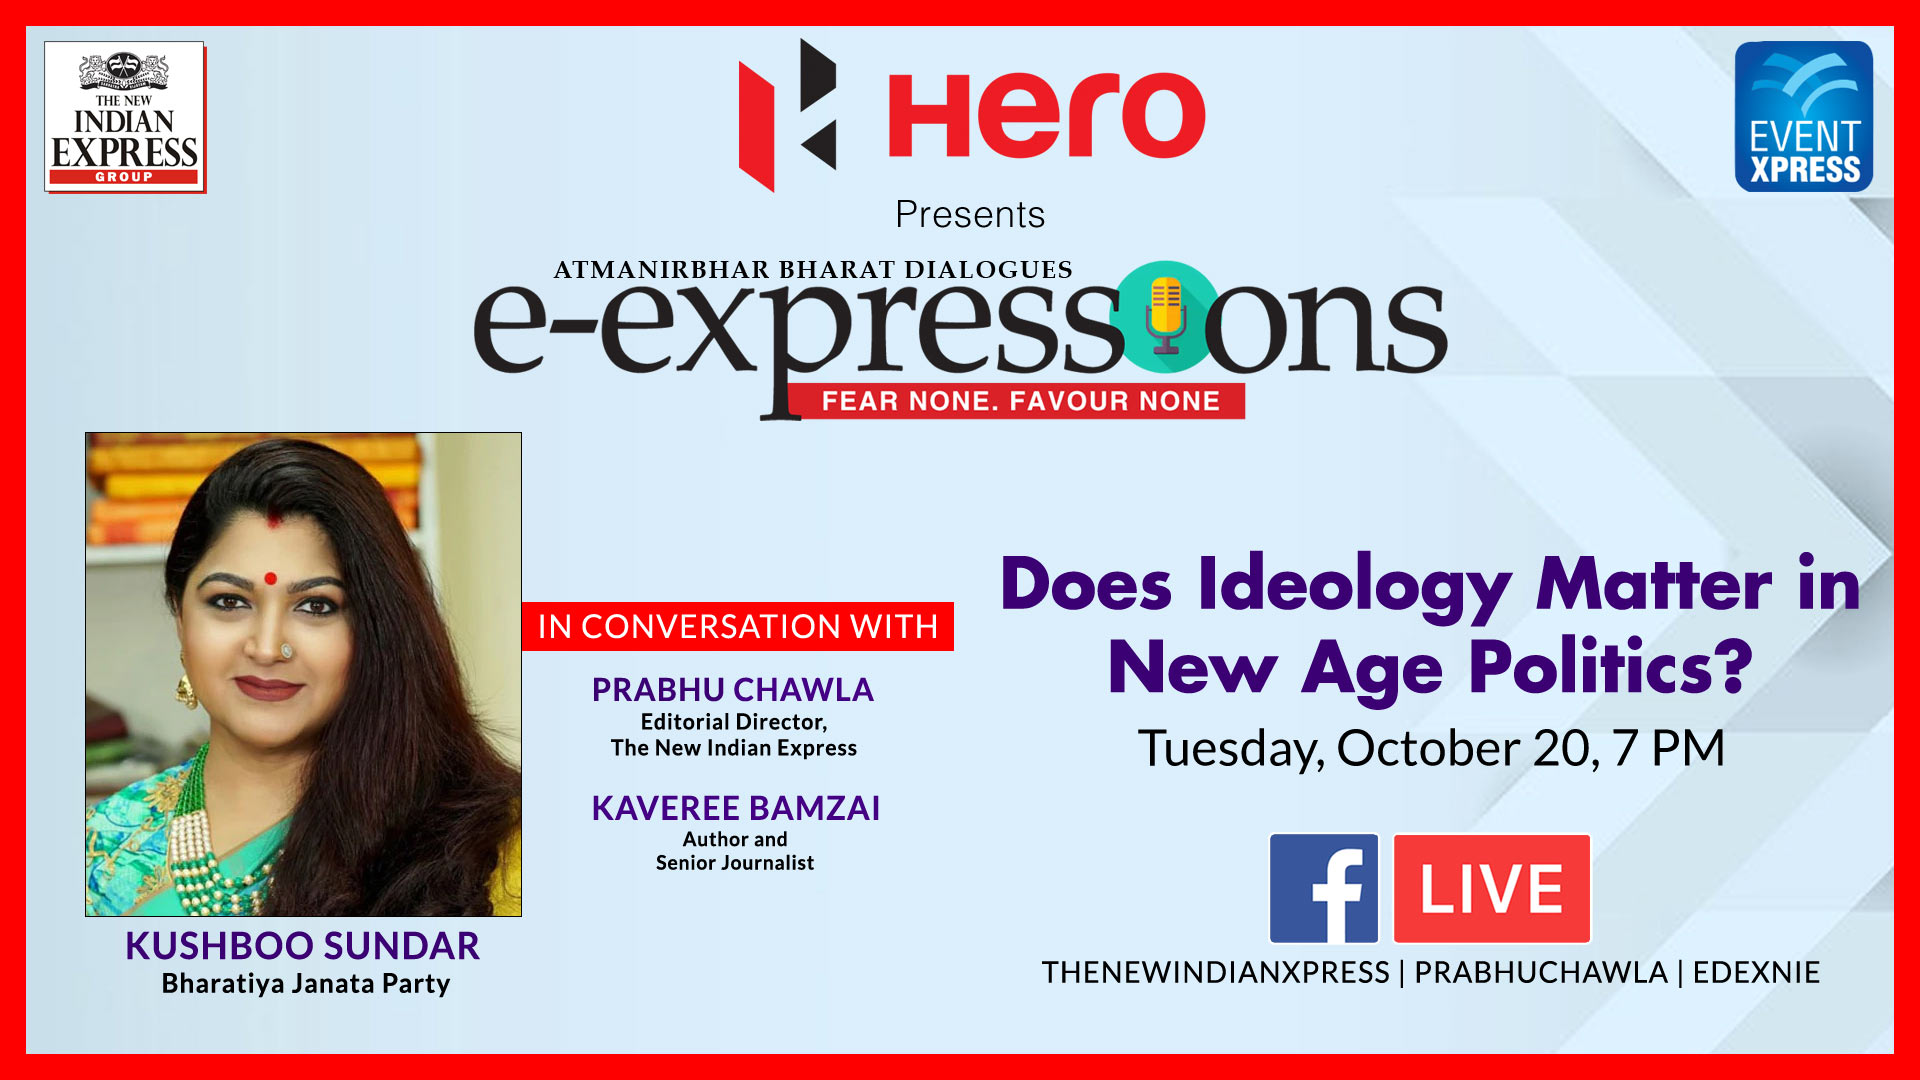 THE NEW
INDIAN
EXPRESS
GROUP
Hero
EVENT
XPRESS
Presents
ATMANIRBHAR BHARAT DIALOGUES
e-expressions
FEAR NONE. FAVOUR NONE
IN CONVERSATION WITH
PRABHU CHAWLA
Editorial Director,
The New Indian Express
KAVEREE BAMZAI
Author and
Senior Journalist
KUSHBOO SUNDAR
Bharatiya Janata Party
Does Ideology Matter in
New Age Politics?
Tuesday, October 20, 7 PM
f LIVE
THENEWINDIANXPRESS | PRABHUCHAWLA | EDEXNIE